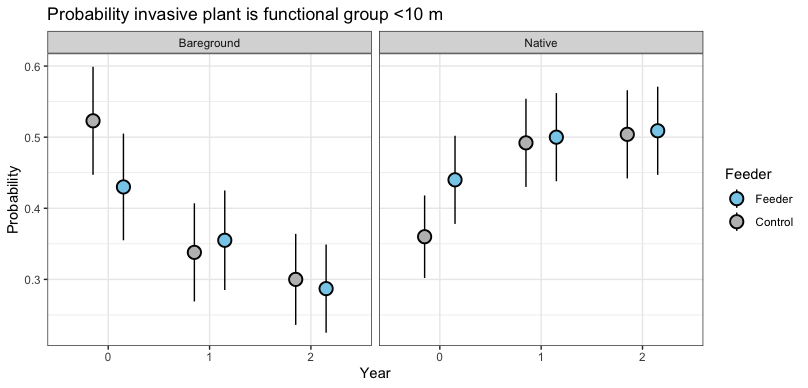 Probability invasive plant is functional group <10 m
Bareground
Native
0.6
0.5
0.4
0.3
Probability
0 1 2
0 1 2
Year
Feeder
Feeder
Control